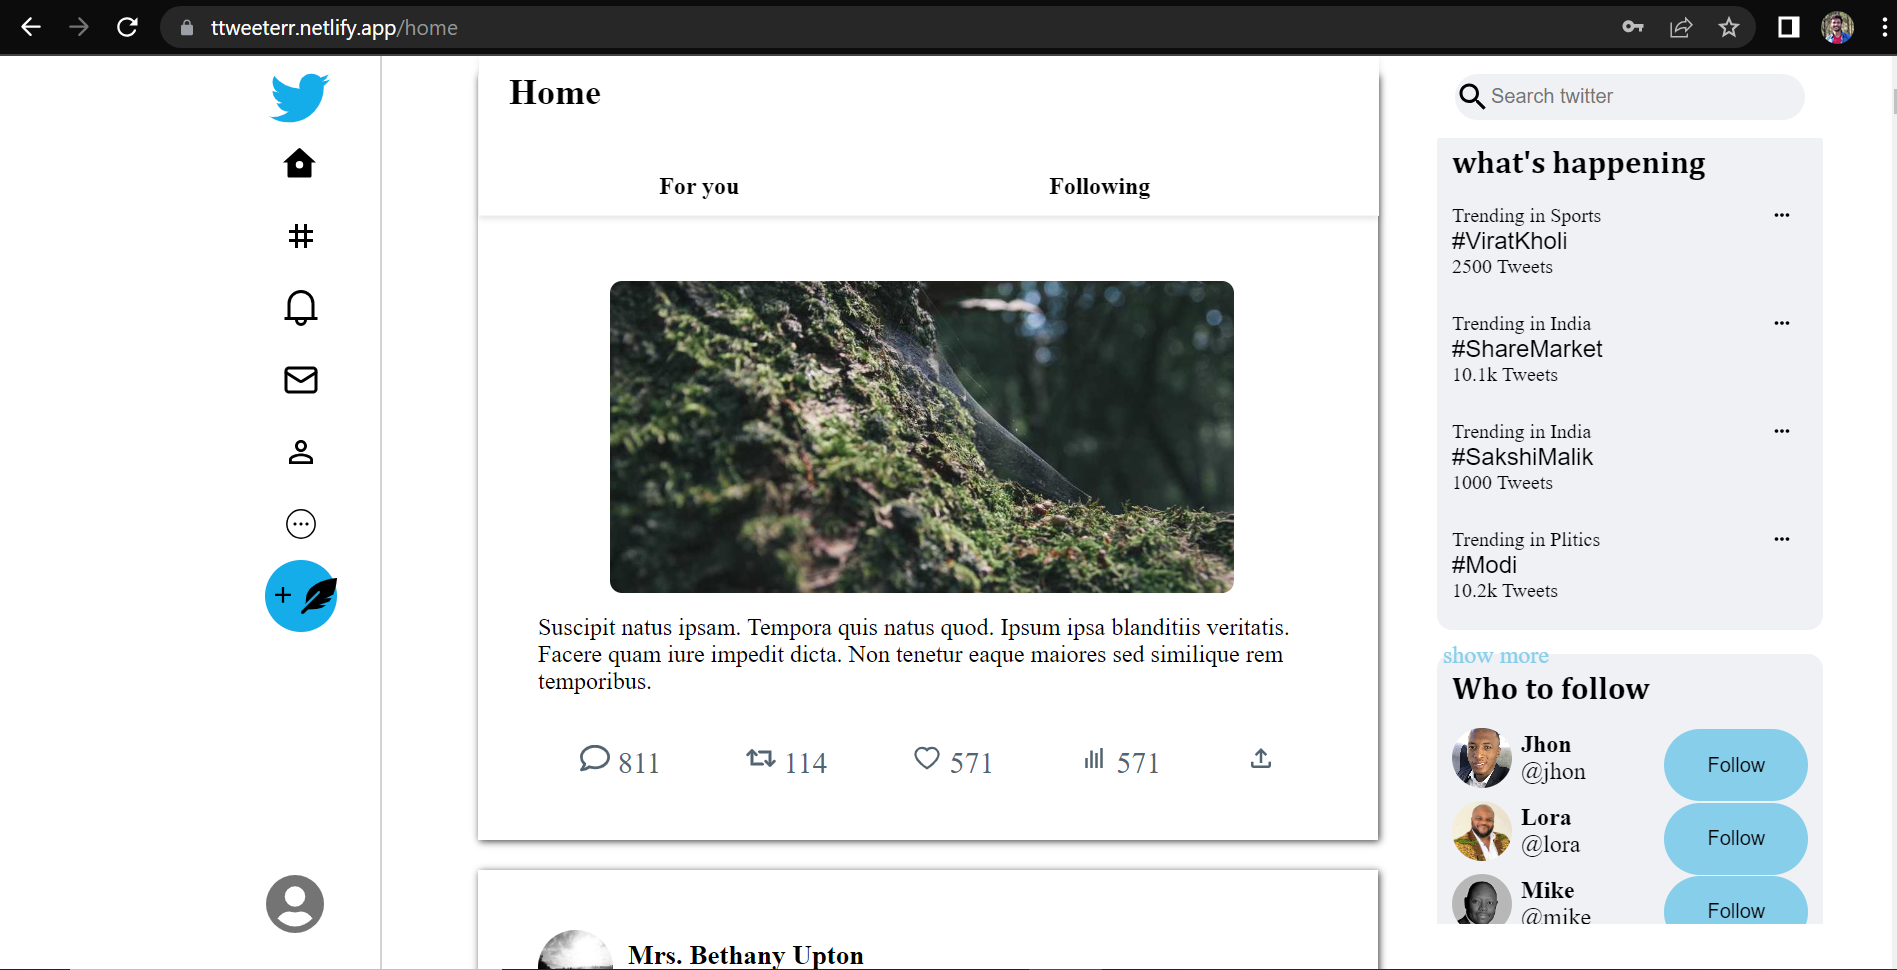 ttweeterr.netlify.app/home
Home
For you
Following
Suscipit natus ipsam. Tempora quis natus quod. Ipsum ipsa blanditiis veritatis.
Facere quam iure impedit dicta. Non tenetur eaque maiores sed similique rem
temporibus.
811
114
571
571
Mrs. Bethany Upton
Search twitter
what's happening
Trending in Sports
#ViratKholi
2500 Tweets
Trending in India
#ShareMarket
10.1k Tweets
Trending in India
#SakshiMalik
1000 Tweets
Trending in Plitics
#Modi
10.2k Tweets
show more
Who to follow
Jhon
@jhon
Follow
Lora
@lora
Follow
Mike
@mike
Follow